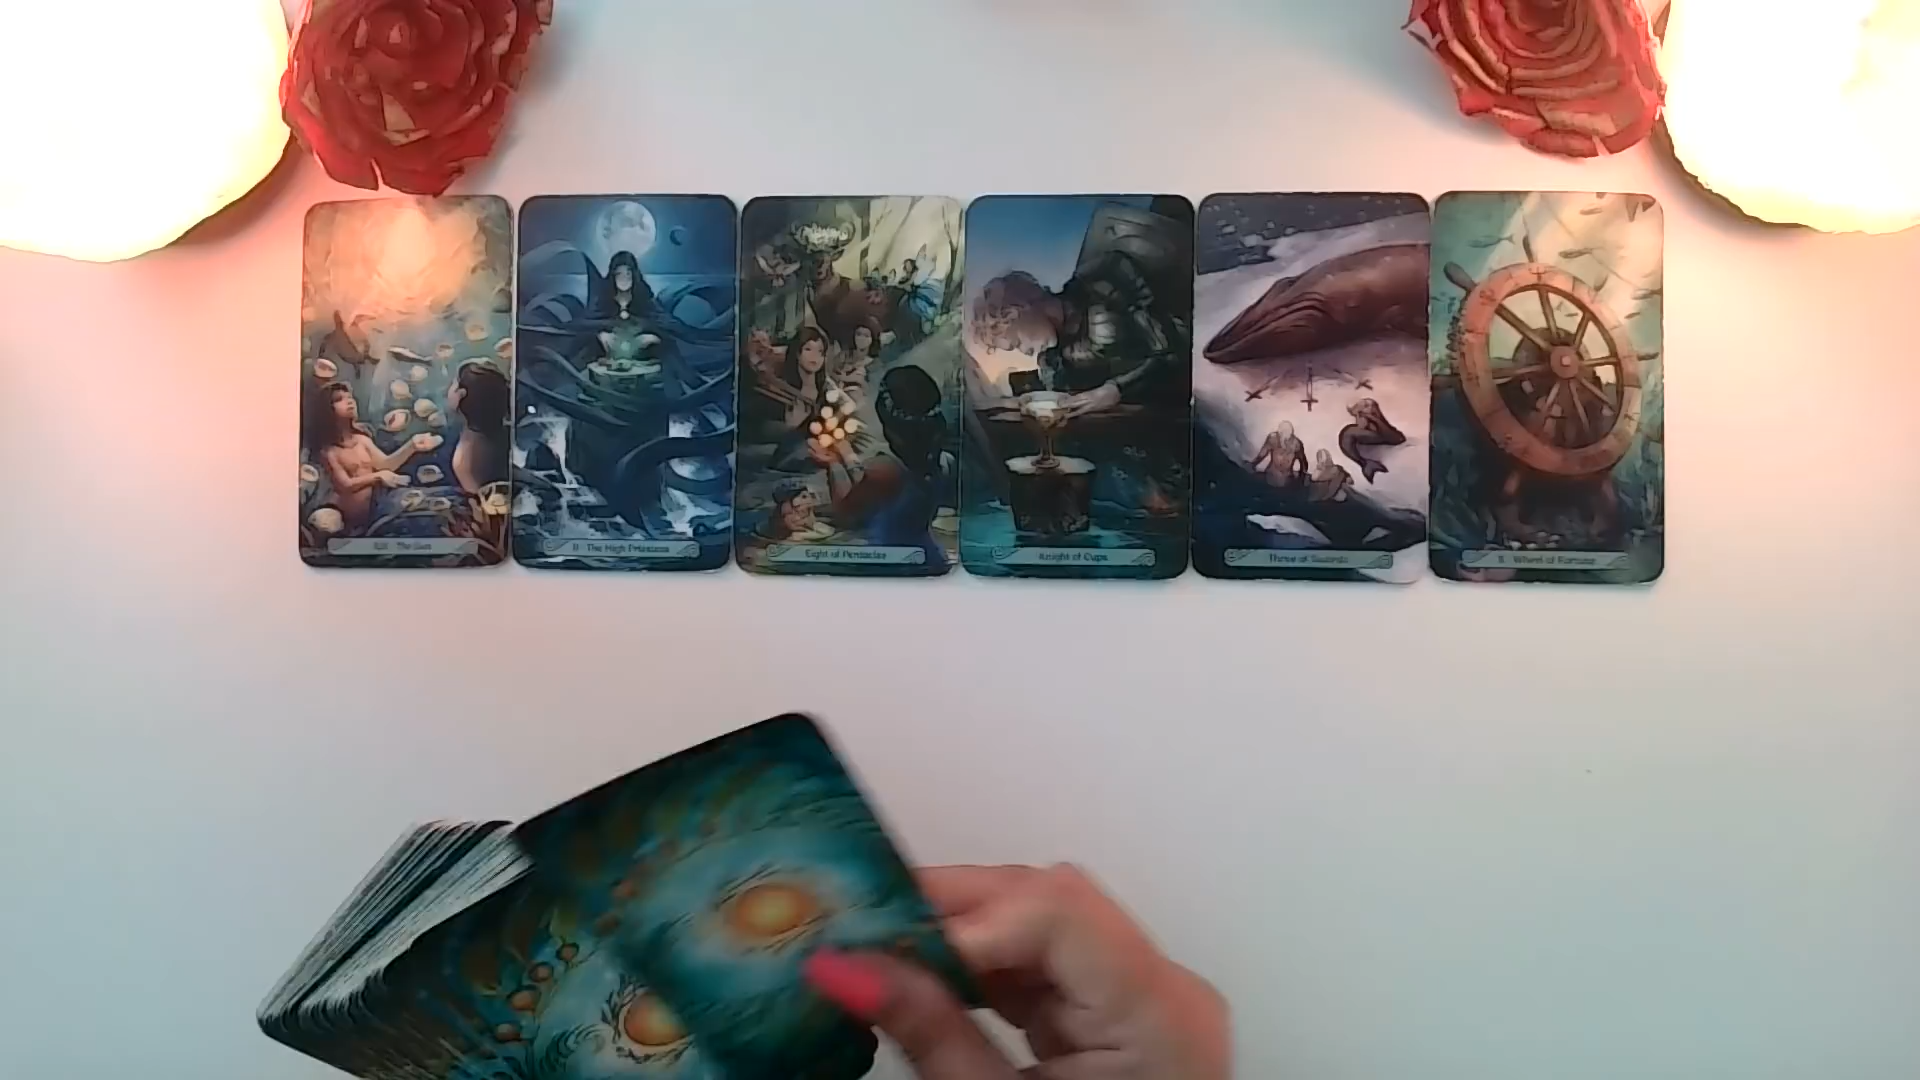 XIX · The Sun
II · The High Priestess
Eight of Pentacles
Knight of Cups
Three of Swords
X · Wheel of Fortune